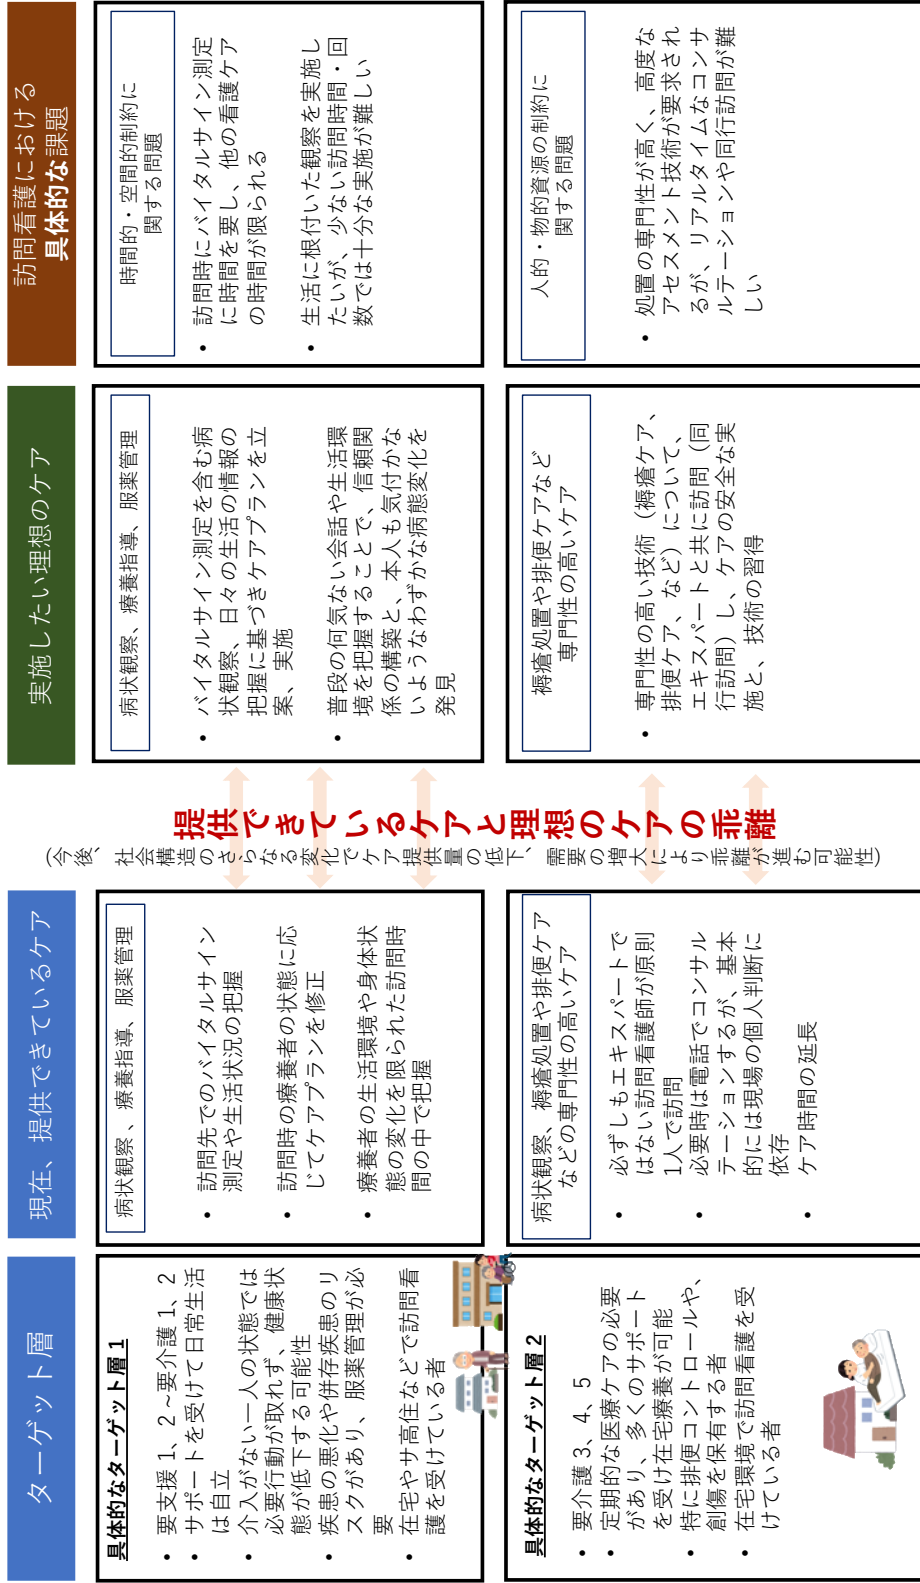 ターゲット層
具体的なターゲット層1
• 要支援 1、2～要介護 1、2
• サポートを受けて日常生活
は自立
• 介入がない一人の状態では
必要行動が取れず、健康状
態が低下する可能性
• 疾患の悪化や併存疾患のリ
スクがあり、服薬管理が必
要
• 在宅やサ高住などで訪問看
護を受けている者
具体的なターゲット層2
• 要介護 3、4、5
• 定期的な医療ケアの必要
があり、多くのサポート
を受け在宅療養が可能
• 特に排便コントロールや、
創傷を保有する者
• 在宅環境で訪問看護を受
けている者
現在、提供できているケア
病状観察、療養指導、服薬管理
• 訪問先でのバイタルサイン
測定や生活状況の把握
• 訪問時の療養者の状態に応
じてケアプランを修正
• 療養者の生活環境や身体状
態の変化を限られた訪問時
間の中で把握
病状観察、褥瘡処置や排便ケア
などの専門性の高いケア
• 必ずしもエキスパートで
はない訪問看護師が原則
1人で訪問
• 必要時は電話でコンサル
テーションするが、基本
的には現場の個人判断に
依存
• ケア時間の延長
(今後、社会構造のさらなる変化でケア提供量の低下、需要の増大により乖離が進む可能性)
提供できているケアと理想のケアの乖離
実施したい理想のケア
病状観察、療養指導、服薬管理
• バイタルサイン測定を含む病
状観察、日々の生活の情報の
把握に基づきケアプランを立
案、実施
• 普段の何気ない会話や生活環
境を把握することで、信頼関
係の構築と、本人も気付かな
いようなわずかな病態変化を
発見
褥瘡処置や排便ケアなど
専門性の高いケア
• 専門性の高い技術（褥瘡ケア、
排便ケア、など）について、
エキスパートと共に訪問（同
行訪問）し、ケアの安全な実
施と、技術の習得
訪問看護における
具体的な課題
時間的・空間的制約に
関する問題
• 訪問時にバイタルサイン測定
に時間を要し、他の看護ケア
の時間が限られる
• 生活に根付いた観察を実施し
たいが、少ない訪問時間・回
数では十分な実施が難しい
人的・物的資源の制約に
関する問題
• 処置の専門性が高く、高度な
アセスメント技術が要求され
るが、リアルタイムなコンサ
ルテーションや同行訪問が難
しい